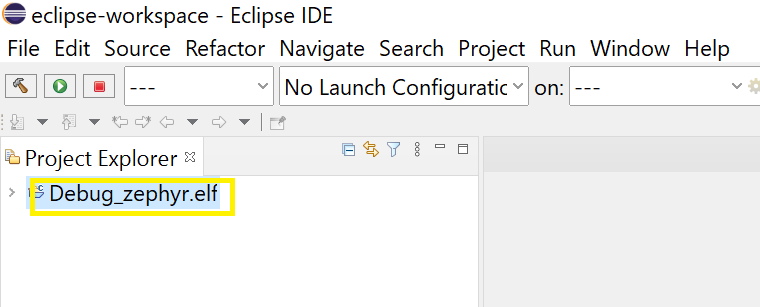 eclipse-workspace - Eclipse IDE
File Edit Source Refactor Navigate Search Project Run Window Help
--- No Launch Configuratic on: ---
Project Explorer
Debug_zephyr.elf